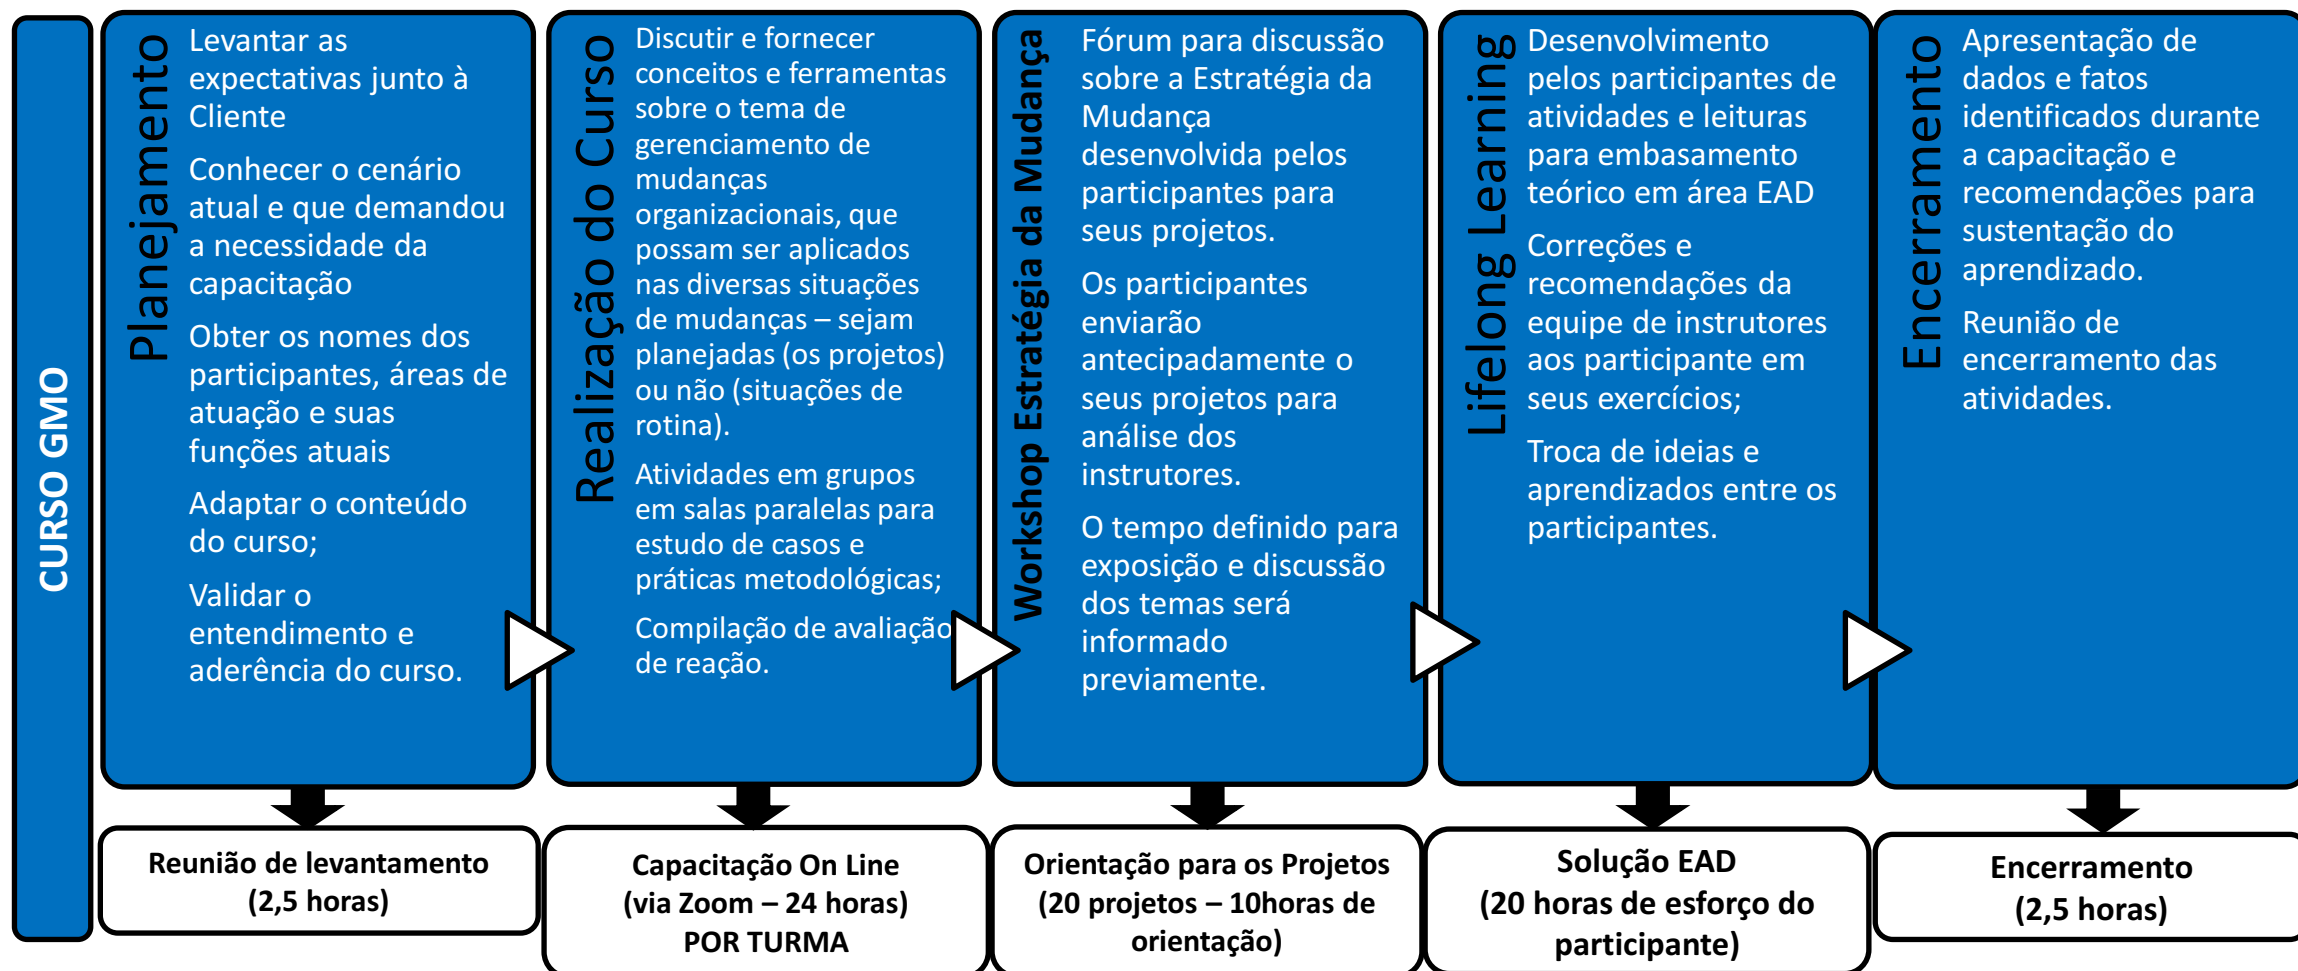 CURSO GMO
Planejamento
Levantar as
expectativas junto à
Cliente
Conhecer o cenário
atual e que demandou
a necessidade da
capacitação
Obter os nomes dos
participantes, áreas de
atuação e suas
funções atuais
Adaptar o conteúdo
do curso;
Validar o
entendimento e
aderência do curso.
Reunião de levantamento
(2,5 horas)
Realização do Curso
Discutir e fornecer
conceitos e ferramentas
sobre o tema de
gerenciamento de
mudanças
organizacionais, que
possam ser aplicados
nas diversas situações
de mudanças – sejam
planejadas (os projetos)
ou não (situações de
rotina).
Atividades em grupos
em salas paralelas para
estudo de casos e
práticas metodológicas;
Compilação de avaliação
de reação.
Capacitação On Line
(via Zoom – 24 horas)
POR TURMA
Workshop Estratégia da Mudança
Fórum para discussão
sobre a Estratégia da
Mudança
desenvolvida pelos
participantes para
seus projetos.
Os participantes
enviarão
antecipadamente o
seus projetos para
análise dos
instrutores.
O tempo definido para
exposição e discussão
dos temas será
informado
previamente.
Orientação para os Projetos
(20 projetos – 10horas de
orientação)
Lifelong Learning
Desenvolvimento
pelos participantes de
atividades e leituras
para embasamento
teórico em área EAD
Correções e
recomendações da
equipe de instrutores
aos participante em
seus exercícios;
Troca de ideias e
aprendizados entre os
participantes.
Solução EAD
(20 horas de esforço do
participante)
Encerramento
Apresentação de
dados e fatos
identificados durante
a capacitação e
recomendações para
sustentação do
aprendizado.
Reunião de
encerramento das
atividades.
Encerramento
(2,5 horas)